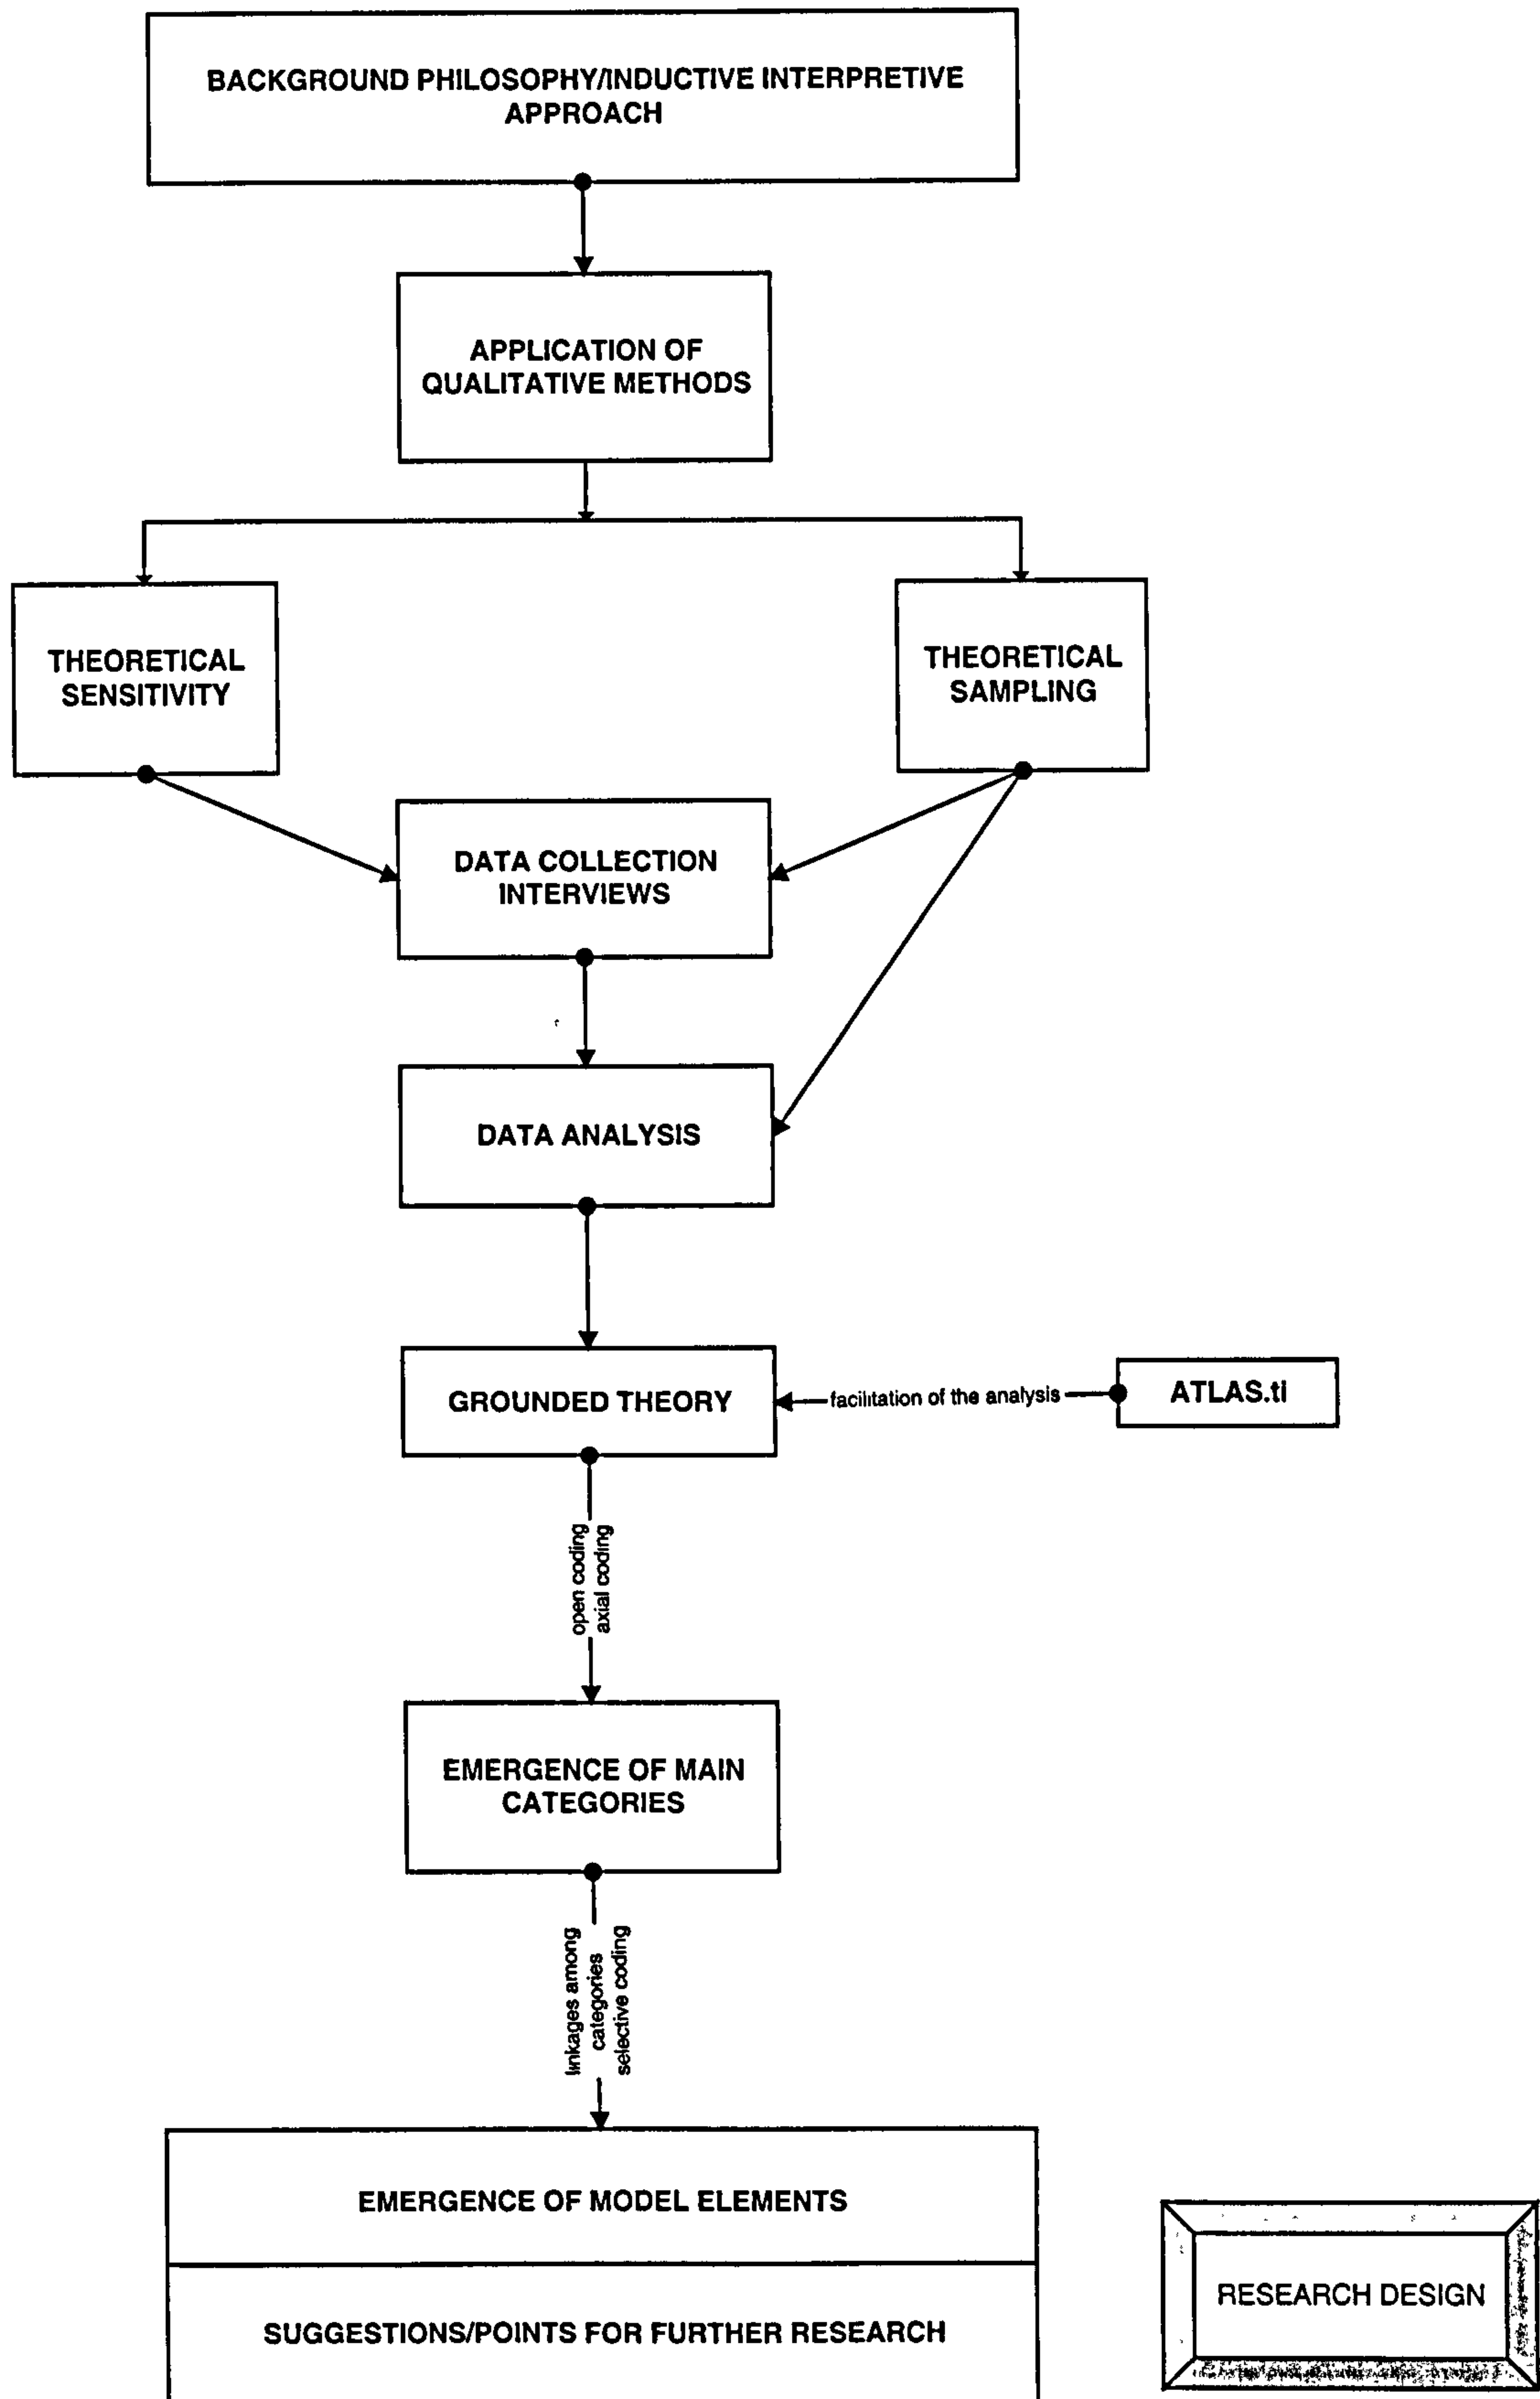 BACKGROUND PHILOSOPHY/INDUCTIVE INTERPRETIVE
APPROACH
APPLICATION OF
QUALITATIVE METHODS
THEORETICAL
SENSITIVITY
THEORETICAL
SAMPLING
DATA COLLECTION
INTERVIEWS
DATA ANALYSIS
GROUNDED THEORY
facilitation of the analysis
ATLAS.ti
open coding
axial coding
EMERGENCE OF MAIN
CATEGORIES
linkages among
categories
selective coding
EMERGENCE OF MODEL ELEMENTS
SUGGESTIONS/POINTS FOR FURTHER RESEARCH
RESEARCH DESIGN